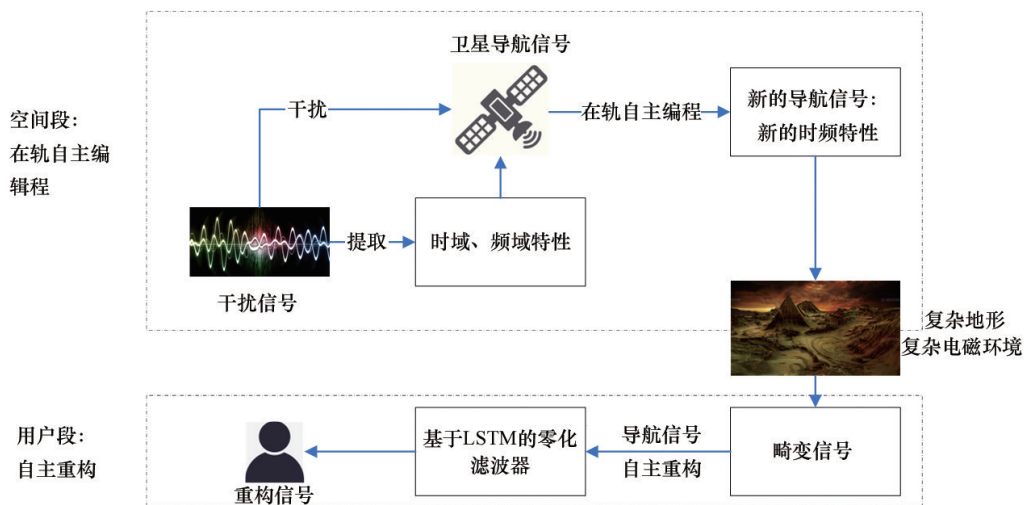 卫星导航信号
干扰
在轨自主编程
新的导航信号：
新的时频特性
空间段：
在轨自主编
辑程
提取
时域、频域特性
干扰信号
复杂地形
复杂电磁环境
用户段：
自主重构
重构信号
基于LSTM的零化
滤波器
导航信号
自主重构
畸变信号